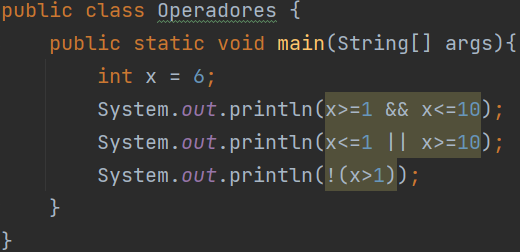 public class Operadores {
    public static void main(String[] args){
        int x = 6;
        System.out.println(x>=1 && x<=10);
        System.out.println(x<=1 || x>=10);
        System.out.println(!(x>1));
    }
}